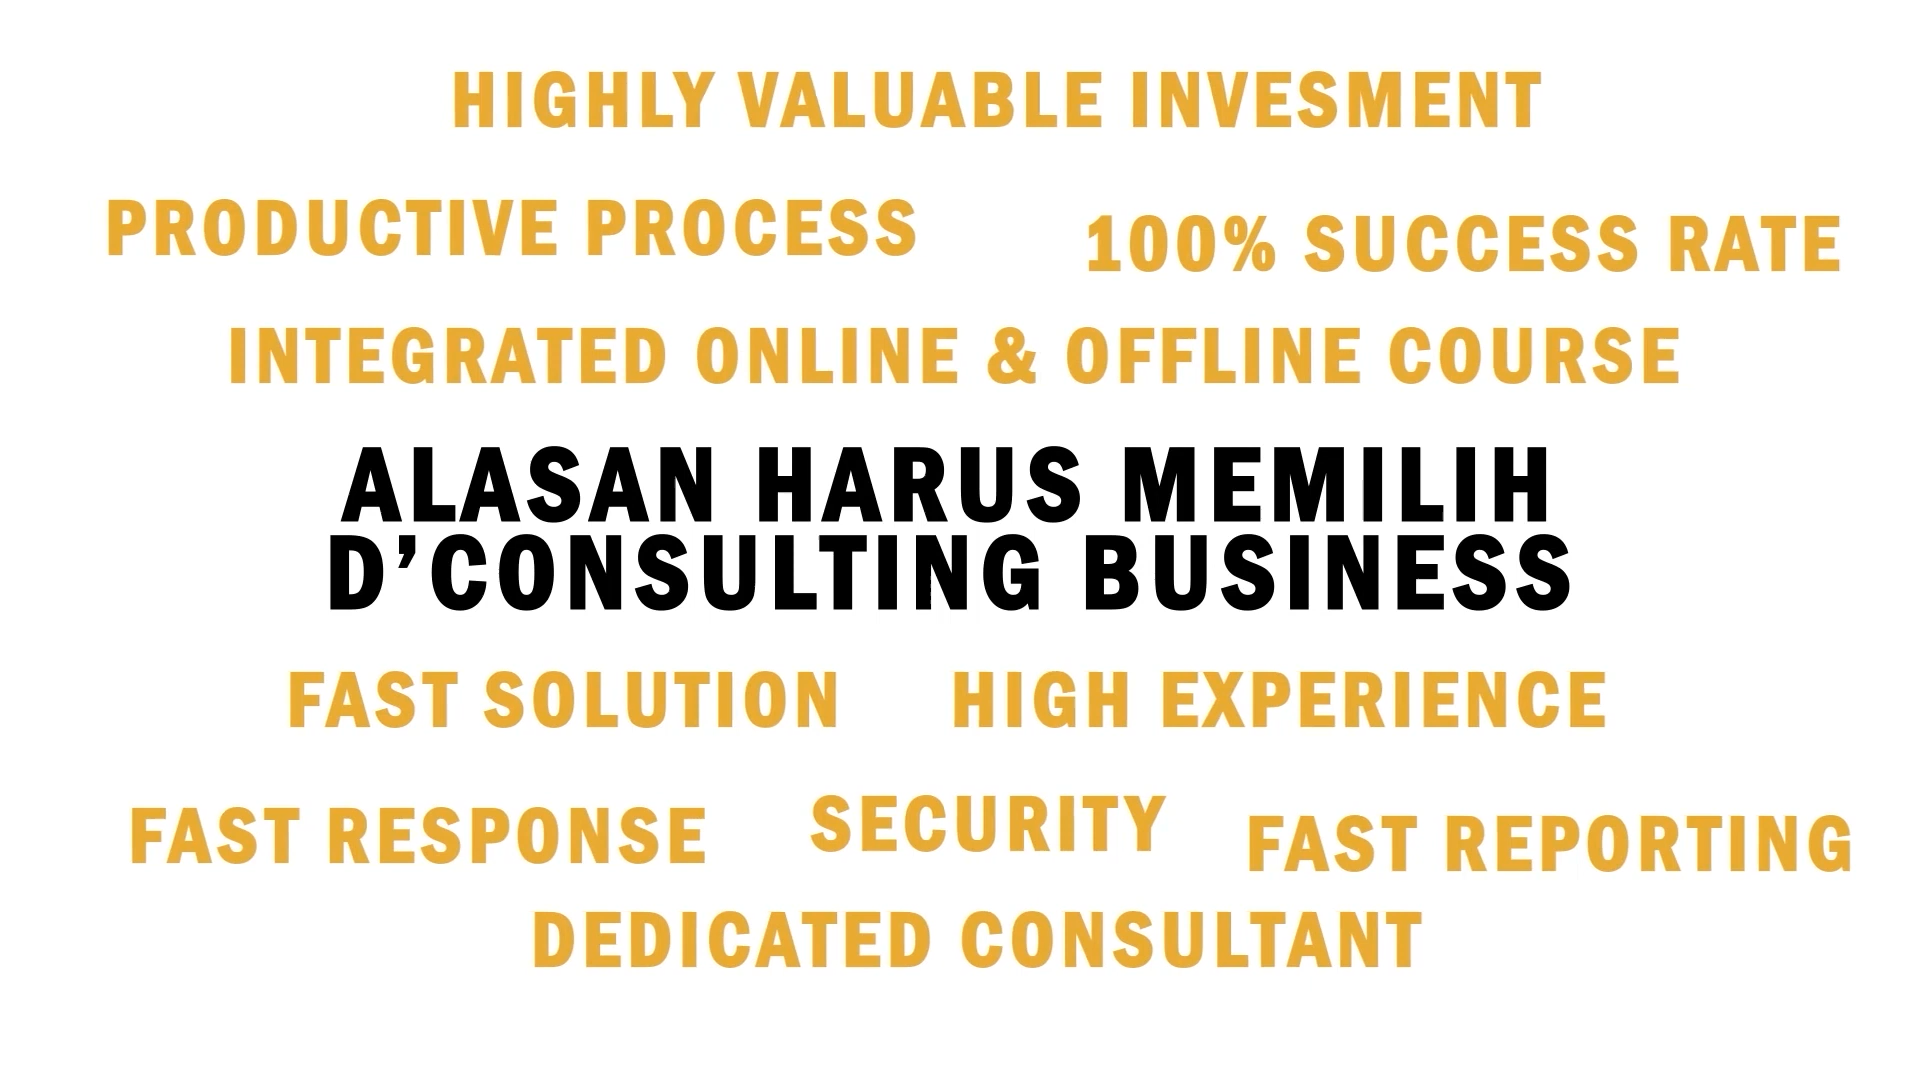 HIGHLY VALUABLE INVESMENT
PRODUCTIVE PROCESS
100% SUCCESS RATE
INTEGRATED ONLINE & OFFLINE COURSE
ALASAN HARUS MEMILIH
D’CONSULTING BUSINESS
FAST SOLUTION
HIGH EXPERIENCE
FAST RESPONSE
SECURITY
FAST REPORTING
DEDICATED CONSULTANT